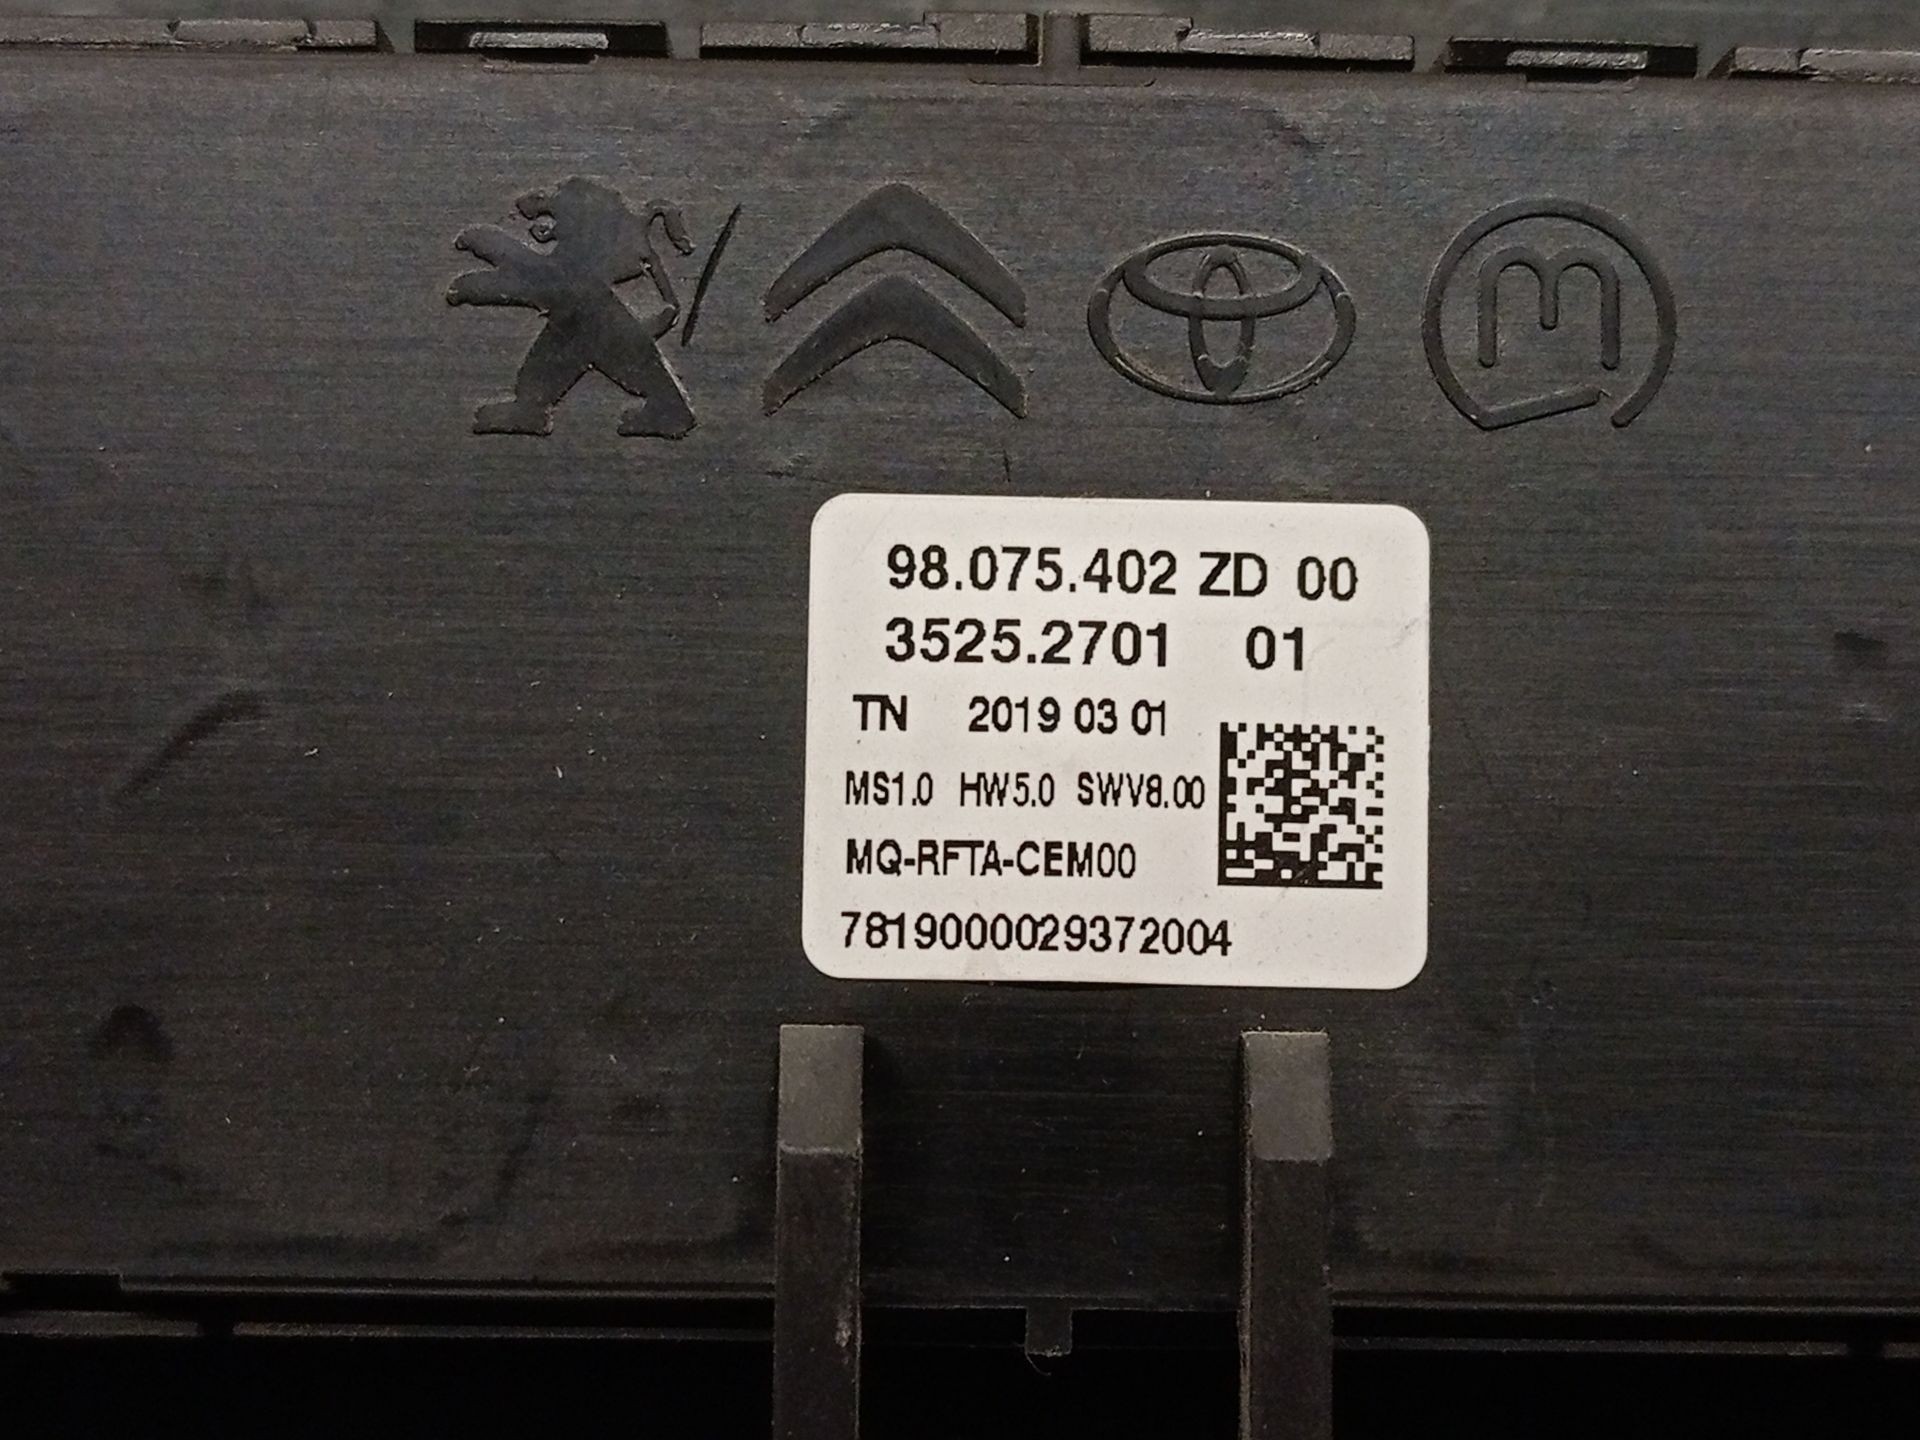 98.075.402 ZD 00
3525.2701 01
TN 2019 03 01
MS1.0 HW5.0 SWV8.00
MQ-RFTA-CEM00
7819000029372004